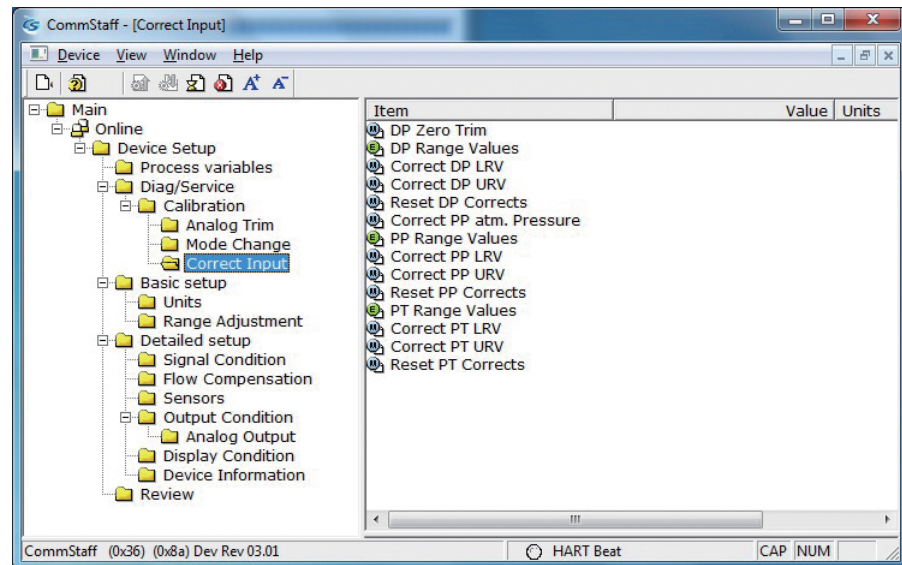 CommStaff - [Correct Input]
Device View Window Help
Main
Online
Device Setup
Process variables
Diag/Service
Calibration
Analog Trim
Mode Change
Correct Input
Basic setup
Units
Range Adjustment
Detailed setup
Signal Condition
Flow Compensation
Sensors
Output Condition
Analog Output
Display Condition
Device Information
Review
Item Value Units
DP Zero Trim
DP Range Values
Correct DP LRV
Correct DP URV
Reset DP Corrects
Correct PP atm. Pressure
PP Range Values
Correct PP LRV
Correct PP URV
Reset PP Corrects
PT Range Values
Correct PT LRV
Correct PT URV
Reset PT Corrects
CommStaff (0x36) (0x8a) Dev Rev 03.01 HART Beat CAP NUM